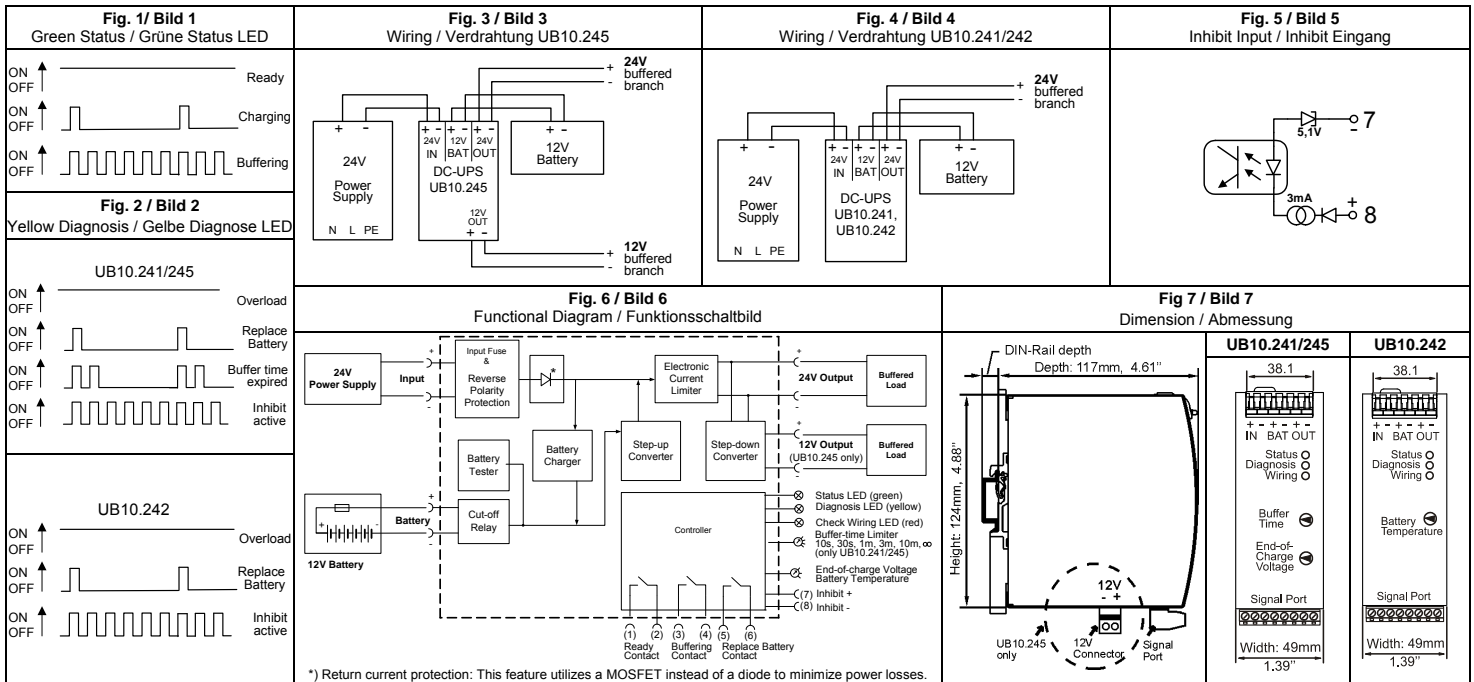 Fig. 1/ Bild 1
Green Status / Grüne Status LED
ON
OFF
Ready
ON
OFF
Charging
ON
OFF
Buffering
Fig. 2 / Bild 2
Yellow Diagnosis / Gelbe Diagnose LED
UB10.241/245
ON
OFF
Overload
ON
OFF
Replace
Battery
ON
OFF
Buffer time
expired
ON
OFF
Inhibit
active
UB10.242
ON
OFF
Overload
ON
OFF
Replace
Battery
ON
OFF
Inhibit
active
Fig. 3 / Bild 3
Wiring / Verdrahtung UB10.245
+ 24V
- buffered
branch
+ -
24V
Power
Supply
N L PE
+ - + - + -
24V 12V 24V
IN BAT OUT
DC-UPS
UB10.245
12V
OUT
+ -
+ -
12V
Battery
+ 12V
buffered
- branch
Fig. 4 / Bild 4
Wiring / Verdrahtung UB10.241/242
24V
+ buffered
- branch
+ -
24V
Power
Supply
N L PE
+ - + - + -
24V 12V 24V
IN BAT OUT
DC-UPS
UB10.241,
UB10.242
+ -
12V
Battery
Fig. 5 / Bild 5
Inhibit Input / Inhibit Eingang
5,1V
- 7
3mA
+ 8
Fig. 6 / Bild 6
Functional Diagram / Funktionsschaltbild
24V
Power Supply
Input
+
-
Input Fuse
&
Reverse
Polarity
Protection
*
Electronic
Current
Limiter
+
24V Output
-
Buffered
Load
Battery
Tester
Battery
Charger
Step-up
Converter
Step-down
Converter
+
12V Output
(UB10.245 only)
-
Buffered
Load
+ -
12V Battery
+
Battery
-
Cut-off
Relay
Controller
Status LED (green)
Diagnosis LED (yellow)
Check Wiring LED (red)
Buffer-time Limiter
10s, 30s, 1m, 3m, 10m, ∞
(only UB10.241/245)
End-of-charge Voltage
Battery Temperature
(7) Inhibit +
(8) Inhibit -
(1) (2) (3) (4) (5) (6)
Ready
Contact
Buffering
Contact
Replace Battery
Contact
*) Return current protection: This feature utilizes a MOSFET instead of a diode to minimize power losses.
Fig 7 / Bild 7
Dimension / Abmessung
DIN-Rail depth
Depth: 117mm, 4.61"
Height: 124mm, 4.88"
12V
- +
UB10.245
only
12V
Connector
Signal
Port
UB10.241/245
38.1
+ - + - + -
IN BAT OUT
Status
Diagnosis
Wiring
Buffer
Time
End-of-
Charge
Voltage
Signal Port
Width: 49mm
1.39"
UB10.242
38.1
+ - + - + -
IN BAT OUT
Status
Diagnosis
Wiring
Battery
Temperature
Signal Port
Width: 49mm
1.39"